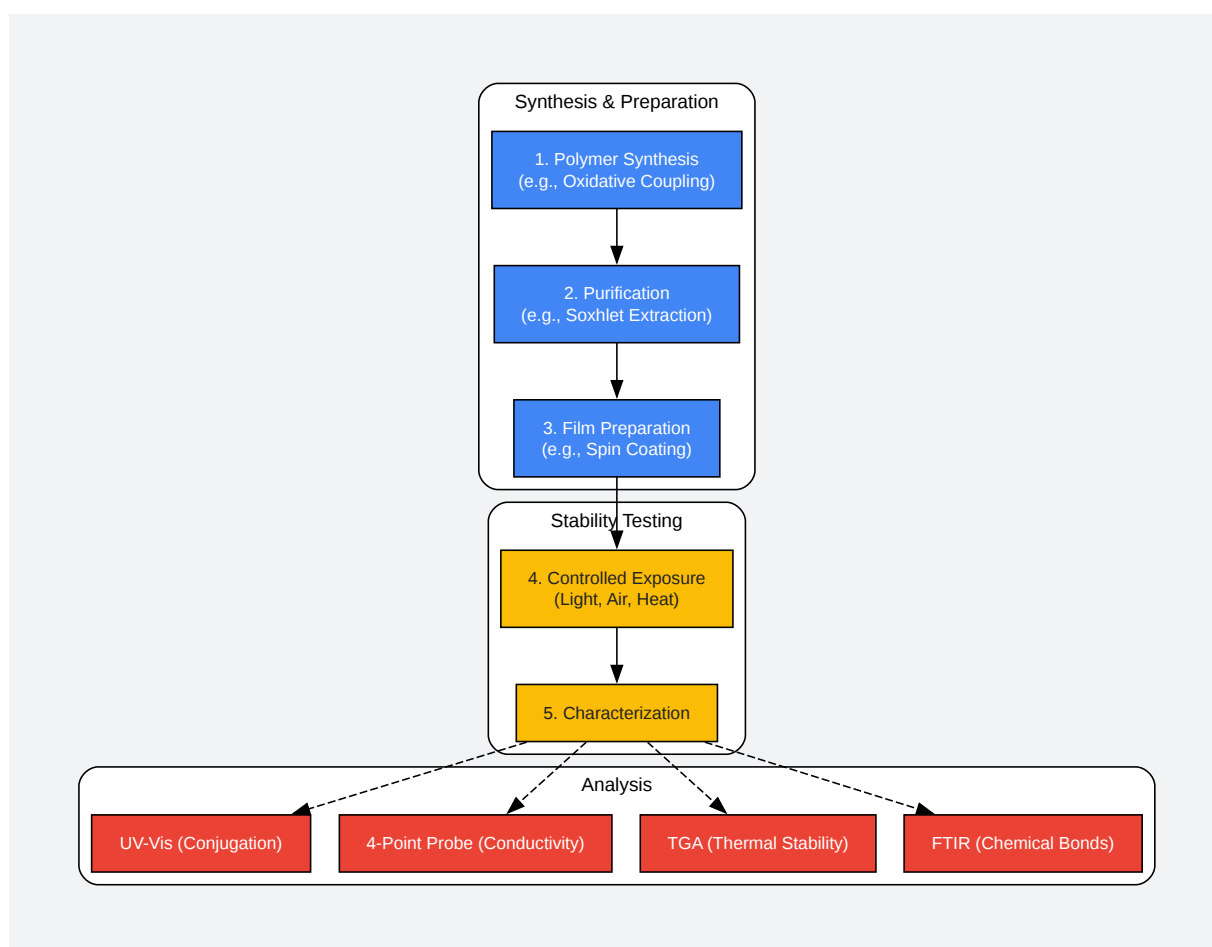 Synthesis & Preparation
1. Polymer Synthesis
(e.g., Oxidative Coupling)
2. Purification
(e.g., Soxhlet Extraction)
3. Film Preparation
(e.g., Spin Coating)
Stability Testing
4. Controlled Exposure
(Light, Air, Heat)
5. Characterization
Analysis
UV-Vis (Conjugation)
4-Point Probe (Conductivity)
TGA (Thermal Stability)
FTIR (Chemical Bonds)